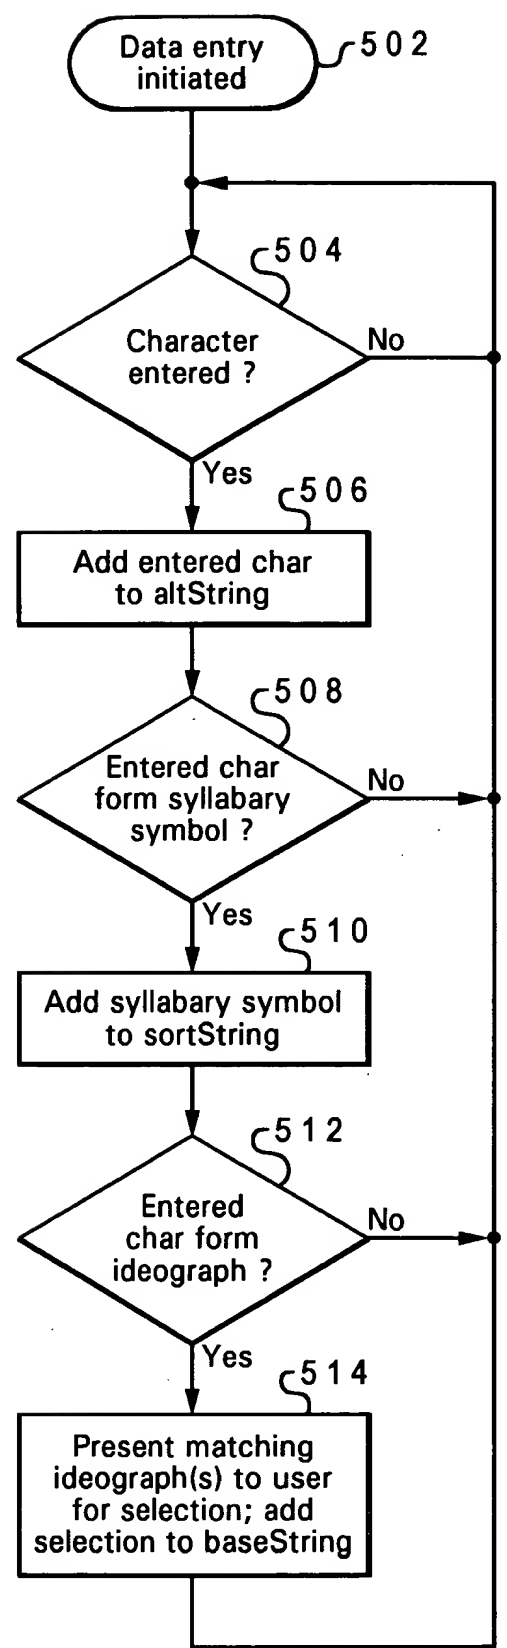 Data entry
initiated
502
504
Character
entered ?
No
Yes
506
Add entered char
to altString
508
Entered char
form syllabary
symbol ?
No
Yes
510
Add syllabary symbol
to sortString
512
Entered
char form
ideograph ?
No
Yes
514
Present matching
ideograph(s) to user
for selection; add
selection to baseString